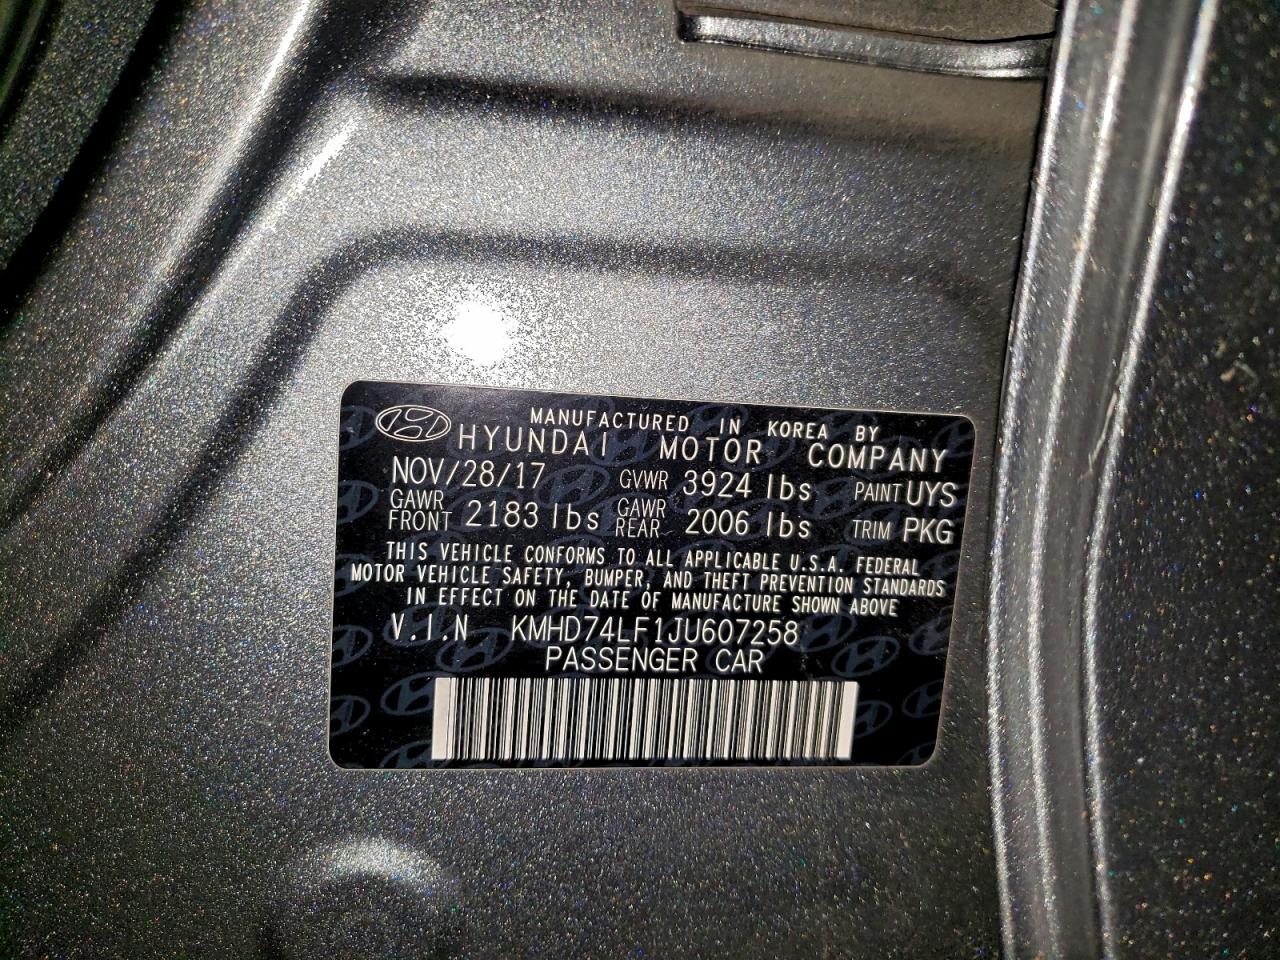 MANUFACTURED IN KOREA BY
HYUNDAI MOTOR COMPANY
NOV/28/17 GVWR 3924 lbs PAINT UYS
GAWR FRONT 2183 lbs GAWR REAR 2006 lbs TRIM PKG
THIS VEHICLE CONFORMS TO ALL APPLICABLE U.S.A. FEDERAL
MOTOR VEHICLE SAFETY, BUMPER, AND THEFT PREVENTION STANDARDS
IN EFFECT ON THE DATE OF MANUFACTURE SHOWN ABOVE
V.I.N KMHD74LF1JU607258
PASSENGER CAR